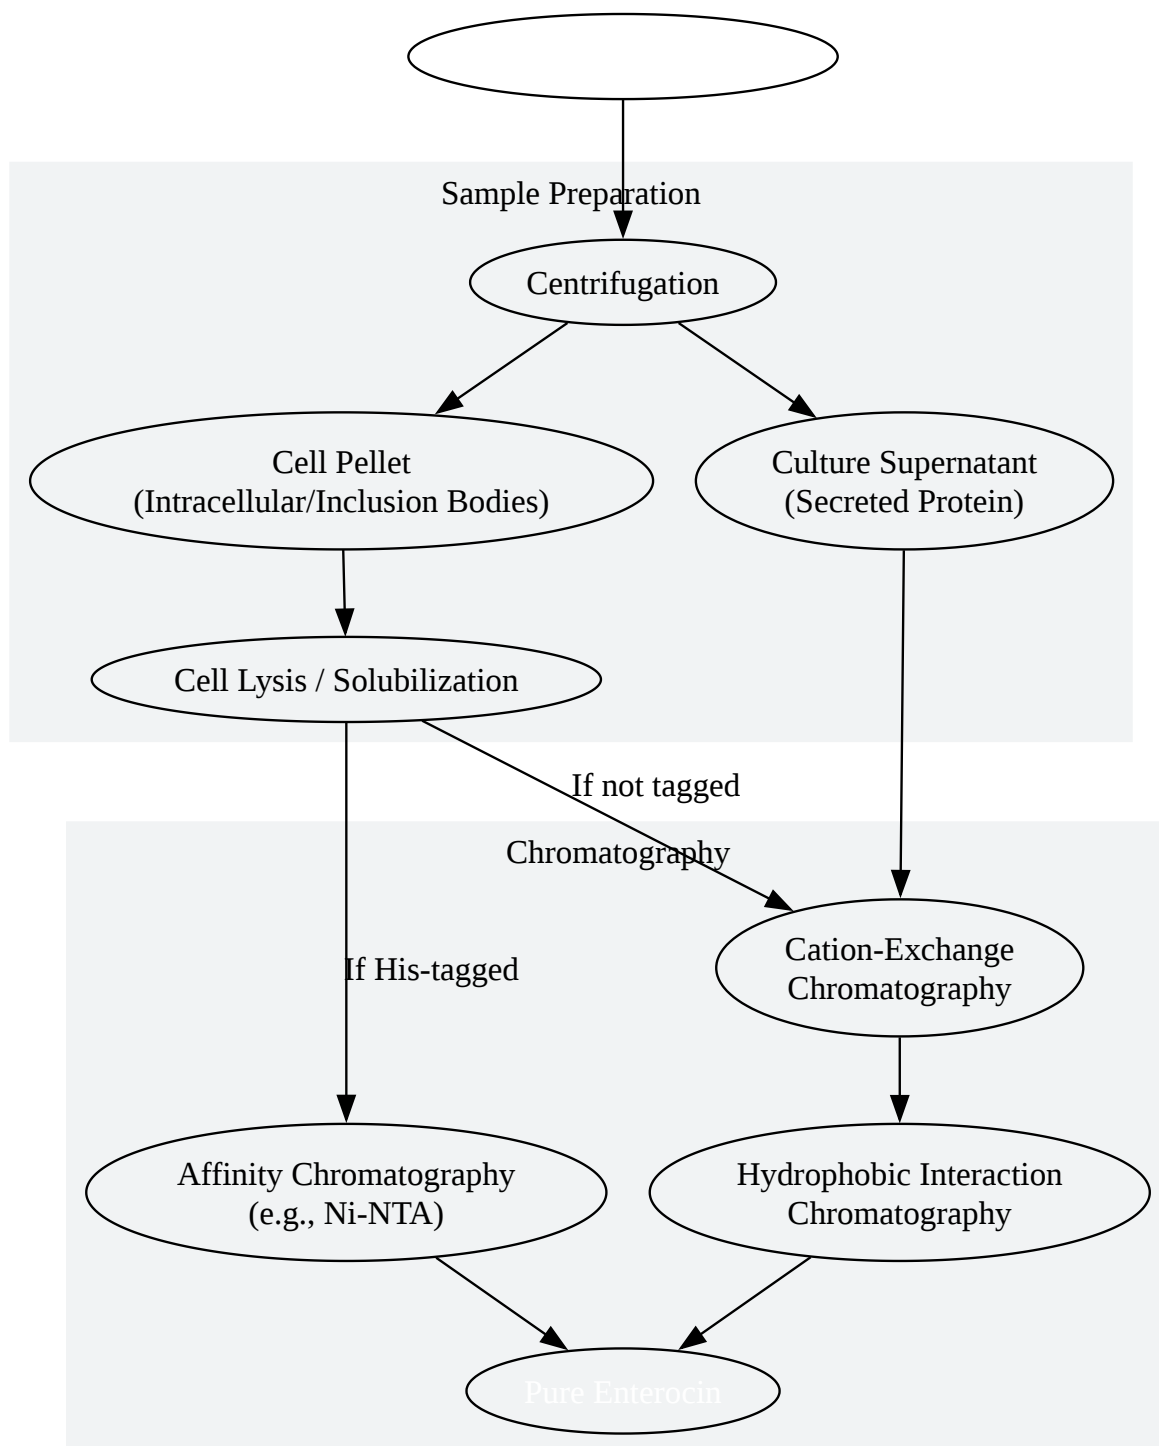 Sample Preparation
Centrifugation
Cell Pellet
(Intracellular/Inclusion Bodies)
Culture Supernatant
(Secreted Protein)
Cell Lysis / Solubilization
If not tagged
Chromatography
If His-tagged
Cation-Exchange
Chromatography
Affinity Chromatography
(e.g., Ni-NTA)
Hydrophobic Interaction
Chromatography
Pure Enterocin